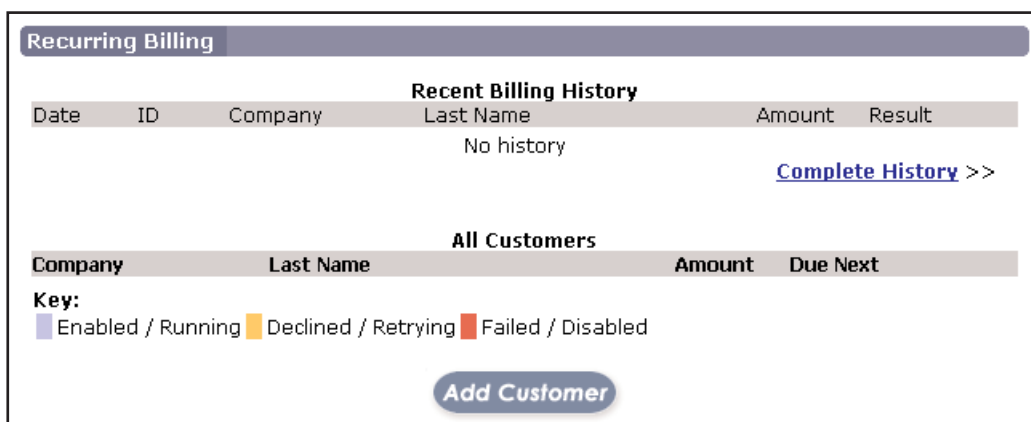 Recurring Billing
Recent Billing History
Date ID Company Last Name Amount Result
No history
Complete History >>
All Customers
Company Last Name Amount Due Next
Key:
Enabled / Running Declined / Retrying Failed / Disabled
Add Customer